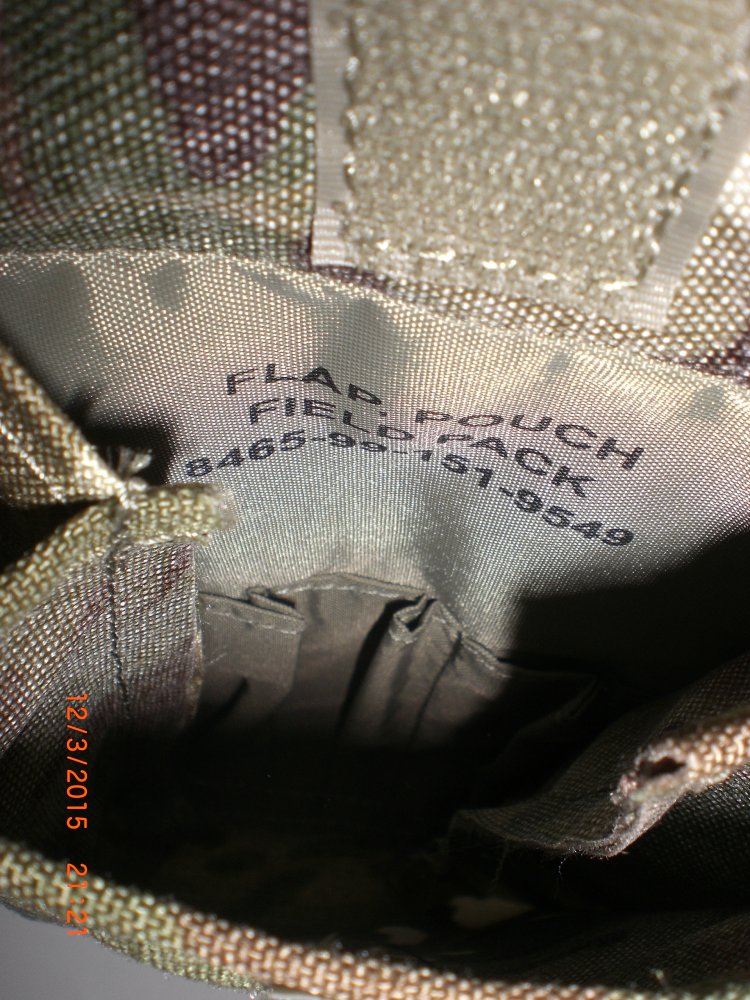 FLAP, POUCH
FIELD PACK
8465-99-151-9549
12/3/2015 21:21